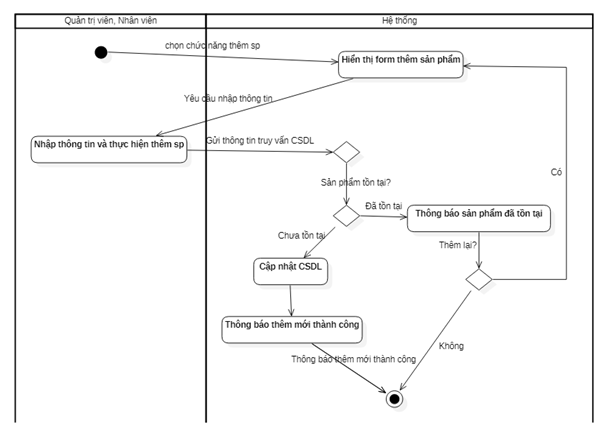 Quản trị viên, Nhân viên
Hệ thống
chọn chức năng thêm sp
Hiển thị form thêm sản phẩm
Yêu cầu nhập thông tin
Nhập thông tin và thực hiện thêm sp
Gửi thông tin truy vấn CSDL
Có
Sản phẩm tồn tại?
Đã tồn tại
Thông báo sản phẩm đã tồn tại
Chưa tồn tại
Thêm lại?
Cập nhật CSDL
Thông báo thêm mới thành công
Không
Thông báo thêm mới thành công